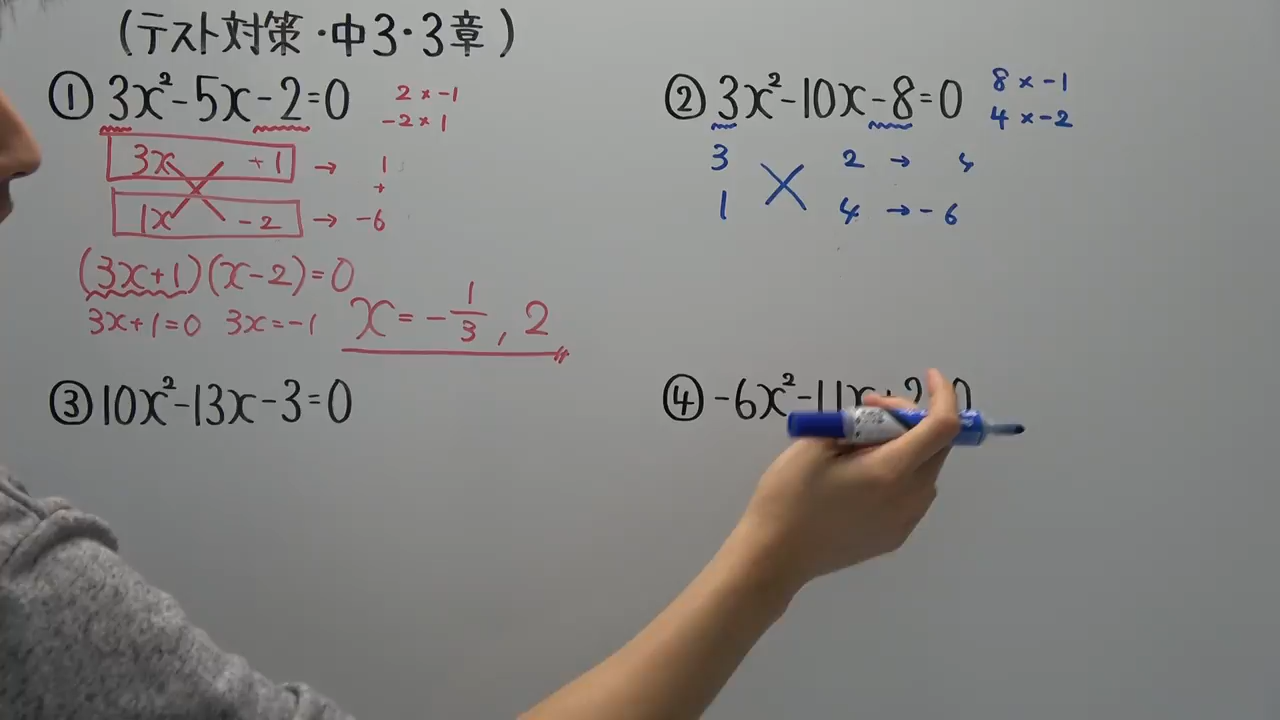 (テスト対策・中3・3章)
① 3x²-5x-2=0
2×-1
-2×1
3x +1 → 1
+
1x -2 → -6
(3x+1)(x-2)=0
3x+1=0 3x=-1
x=-1/3, 2
② 3x²-10x-8=0
8×-1
4×-2
3 2 →
1 4 → -6
③ 10x²-13x-3=0
④ -6x²-11x